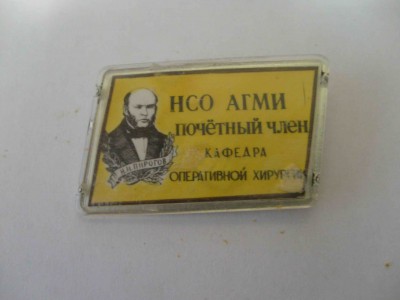 НСО АГМИ
ПОЧЁТНЫЙ ЧЛЕН
КАФЕДРА
ОПЕРАТИВНОЙ ХИРУРГИИ
Н.И. ПИРОГОВ